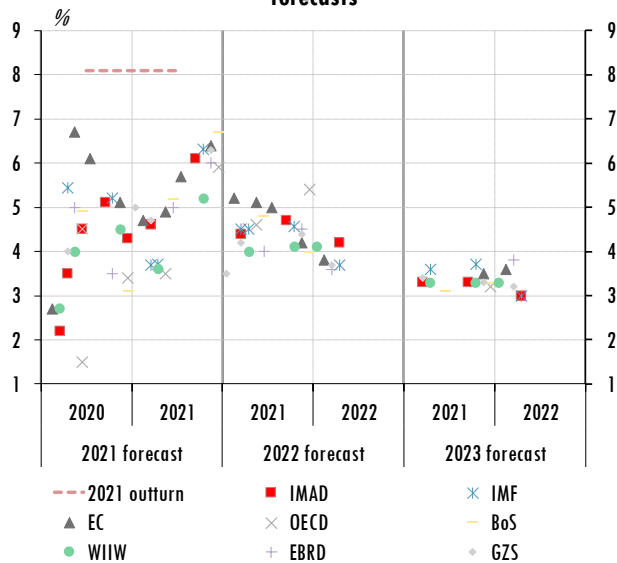 forecasts
%
9 9
8 8
7 7
6 6
5 5
4 4
3 3
2 2
1 1
2020 2021 2021 2022 2021 2022
2021 forecast 2022 forecast 2023 forecast
2021 outturn IMAD IMF
EC OECD BoS
WIIW EBRD GZS